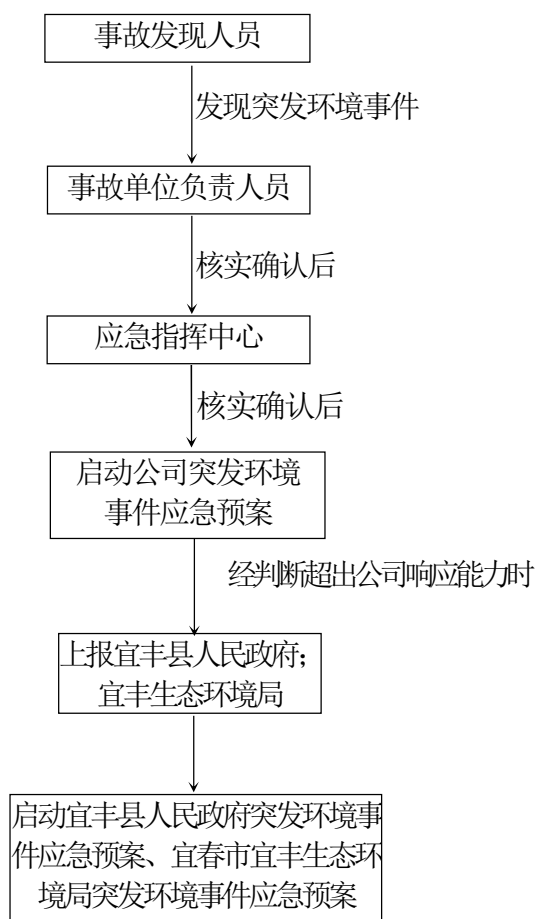 事故发现人员
发现突发环境事件
事故单位负责人员
核实确认后
应急指挥中心
核实确认后
启动公司突发环境
事件应急预案
经判断超出公司响应能力时
上报宜丰县人民政府；
宜丰生态环境局
启动宜丰县人民政府突发环境事
件应急预案、宜春市宜丰生态环
境局突发环境事件应急预案